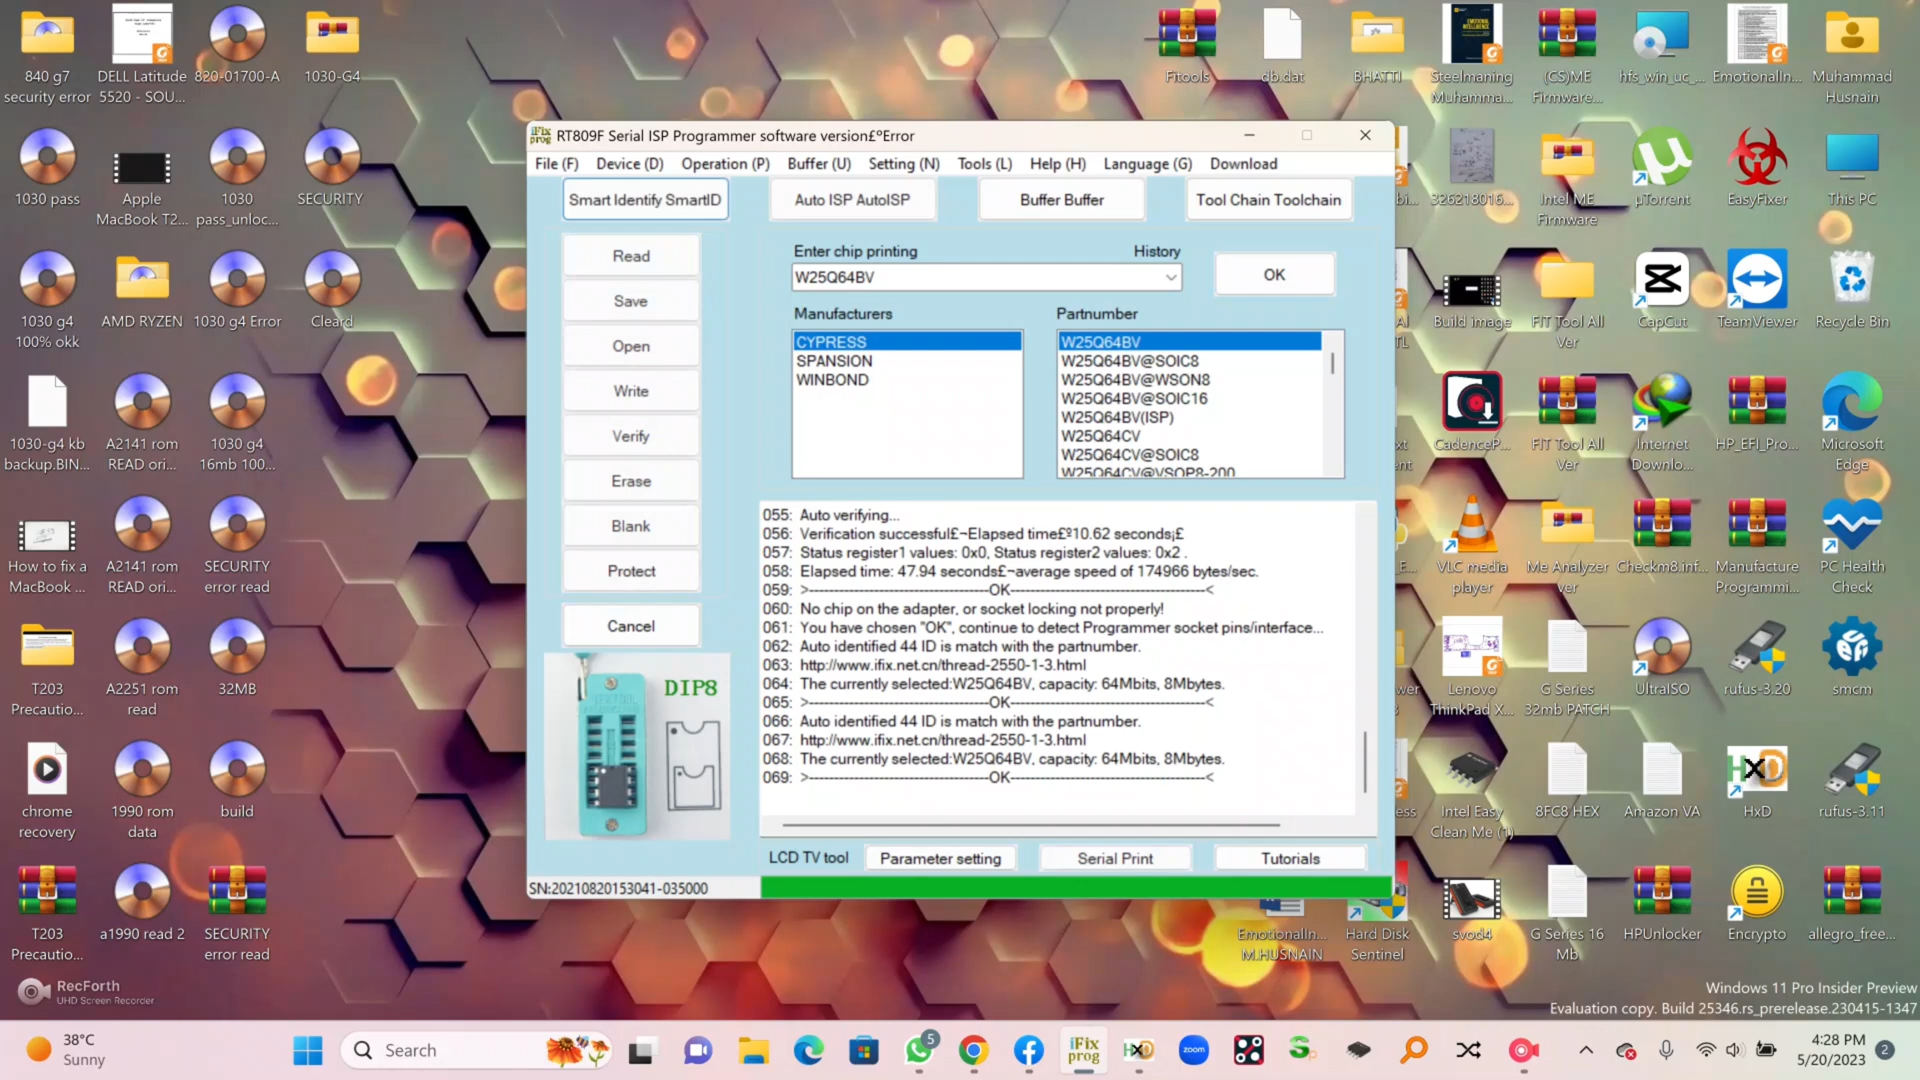 840 g7
security error
DELL Latitude
5520 - SOU...
820-01700-A
1030-G4
Fitools
db.dat
BHATTI
Steelmaning
Muhamma...
(CS)ME
Firmware...
hfs_win_uc_...
EmotionalIn...
Muhammad
Husnain
1030 pass
Apple
MacBook T2...
1030
pass_unloc...
SECURITY
326218016...
Intel ME
Firmware
µTorrent
EasyFixer
This PC
1030 g4
100% okk
AMD RYZEN
1030 g4 Error
Cleard
Build image
FIT Tool All
Ver
CapCut
TeamViewer
Recycle Bin
1030-g4 kb
backup.BIN...
A2141 rom
READ ori...
1030 g4
16mb 100...
CadenceP...
FIT Tool All
Ver
Internet
Downlo...
HP_EFI_Pro...
Microsoft
Edge
How to fix a
MacBook ...
A2141 rom
READ ori...
SECURITY
error read
VLC media
player
Me Analyzer
ver
Checkm8.inf...
Manufacture
Programmi...
PC Health
Check
T203
Precautio...
A2251 rom
read
32MB
Lenovo
ThinkPad X...
G Series
32mb PATCH
UltraISO
rufus-3.20
smcm
chrome
recovery
1990 rom
data
build
Intel Easy
Clean Me (1)
8FC8 HEX
Amazon VA
HxD
rufus-3.11
T203
Precautio...
a1990 read 2
SECURITY
error read
EmotionalIn...
M.HUSNAIN
Hard Disk
Sentinel
svod4
G Series 16
Mb
HPUnlocker
Encrypto
allegro_free...
iFix
prog
RT809F Serial ISP Programmer software version£ºError
File (F) Device (D) Operation (P) Buffer (U) Setting (N) Tools (L) Help (H) Language (G) Download
Smart Identify SmartID Auto ISP AutoISP Buffer Buffer Tool Chain Toolchain
Read
Save
Open
Write
Verify
Erase
Blank
Protect
Cancel
DIP8
Enter chip printing History
W25Q64BV
OK
Manufacturers
CYPRESS
SPANSION
WINBOND
Partnumber
W25Q64BV
W25Q64BV@SOIC8
W25Q64BV@WSON8
W25Q64BV@SOIC16
W25Q64BV(ISP)
W25Q64CV
W25Q64CV@SOIC8
W25Q64CV@VSOP8-200
055: Auto verifying...
056: Verification successful£¬Elapsed time£º10.62 seconds¡£
057: Status register1 values: 0x0, Status register2 values: 0x2 .
058: Elapsed time: 47.94 seconds£¬average speed of 174966 bytes/sec.
059: >-----------------------------------OK--------------------------------------<
060: No chip on the adapter, or socket locking not properly!
061: You have chosen "OK", continue to detect Programmer socket pins/interface...
062: Auto identified 44 ID is match with the partnumber.
063: http://www.ifix.net.cn/thread-2550-1-3.html
064: The currently selected:W25Q64BV, capacity: 64Mbits, 8Mbytes.
065: >-----------------------------------OK--------------------------------------<
066: Auto identified 44 ID is match with the partnumber.
067: http://www.ifix.net.cn/thread-2550-1-3.html
068: The currently selected:W25Q64BV, capacity: 64Mbits, 8Mbytes.
069: >-----------------------------------OK--------------------------------------<
LCD TV tool Parameter setting Serial Print Tutorials
SN:20210820153041-035000
RecForth
UHD Screen Recorder
Windows 11 Pro Insider Preview
Evaluation copy. Build 25346.rs_prerelease.230415-1347
38°C
Sunny
Search
5
iFix
prog
HxD
zoom
4:28 PM
5/20/2023
2